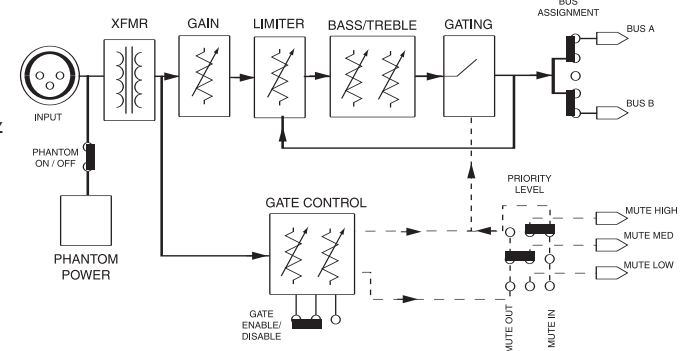 BUS
ASSIGNMENT
XFMR
GAIN
LIMITER
BASS/TREBLE
GATING
BUS A
BUS B
INPUT
z
PHANTOM
ON / OFF
PHANTOM
POWER
GATE CONTROL
GATE
ENABLE/
DISABLE
PRIORITY
LEVEL
MUTE HIGH
MUTE MED
MUTE LOW
MUTE OUT
MUTE IN